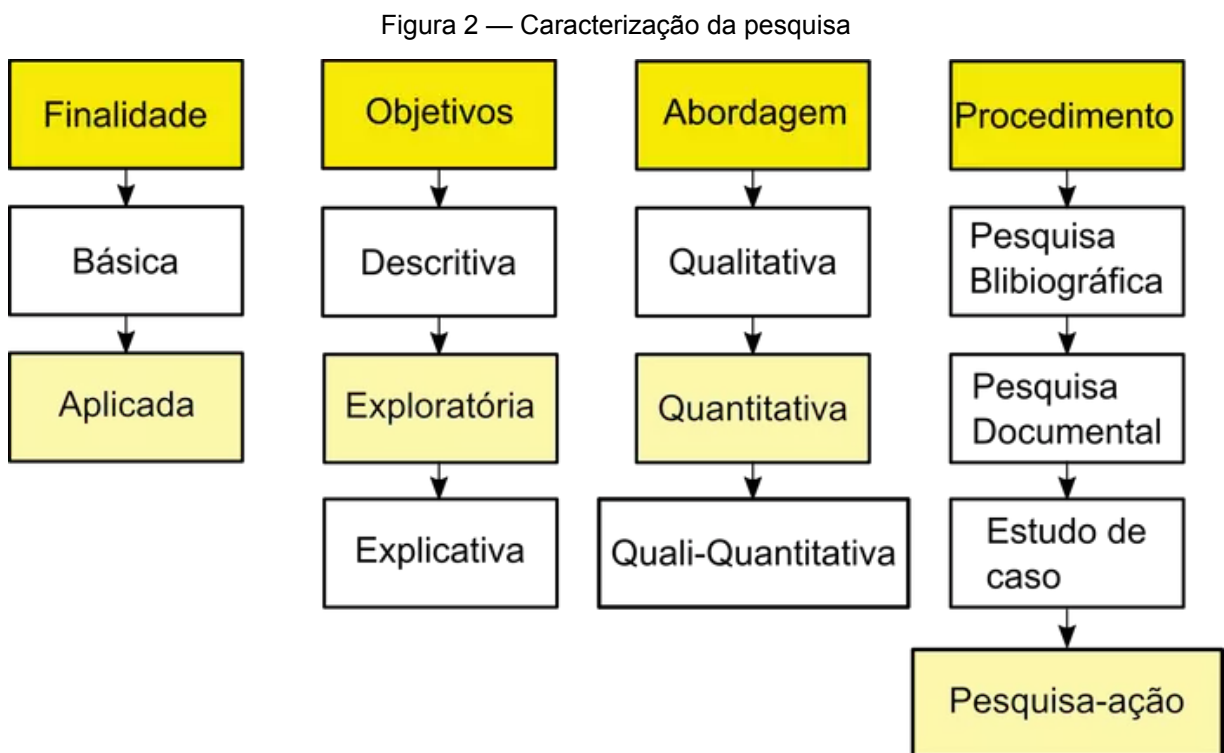 Figura 2 — Caracterização da pesquisa
Finalidade
Básica
Aplicada
Objetivos
Descritiva
Exploratória
Explicativa
Abordagem
Qualitativa
Quantitativa
Quali-Quantitativa
Procedimento
Pesquisa
Blibiográfica
Pesquisa
Documental
Estudo de
caso
Pesquisa-ação